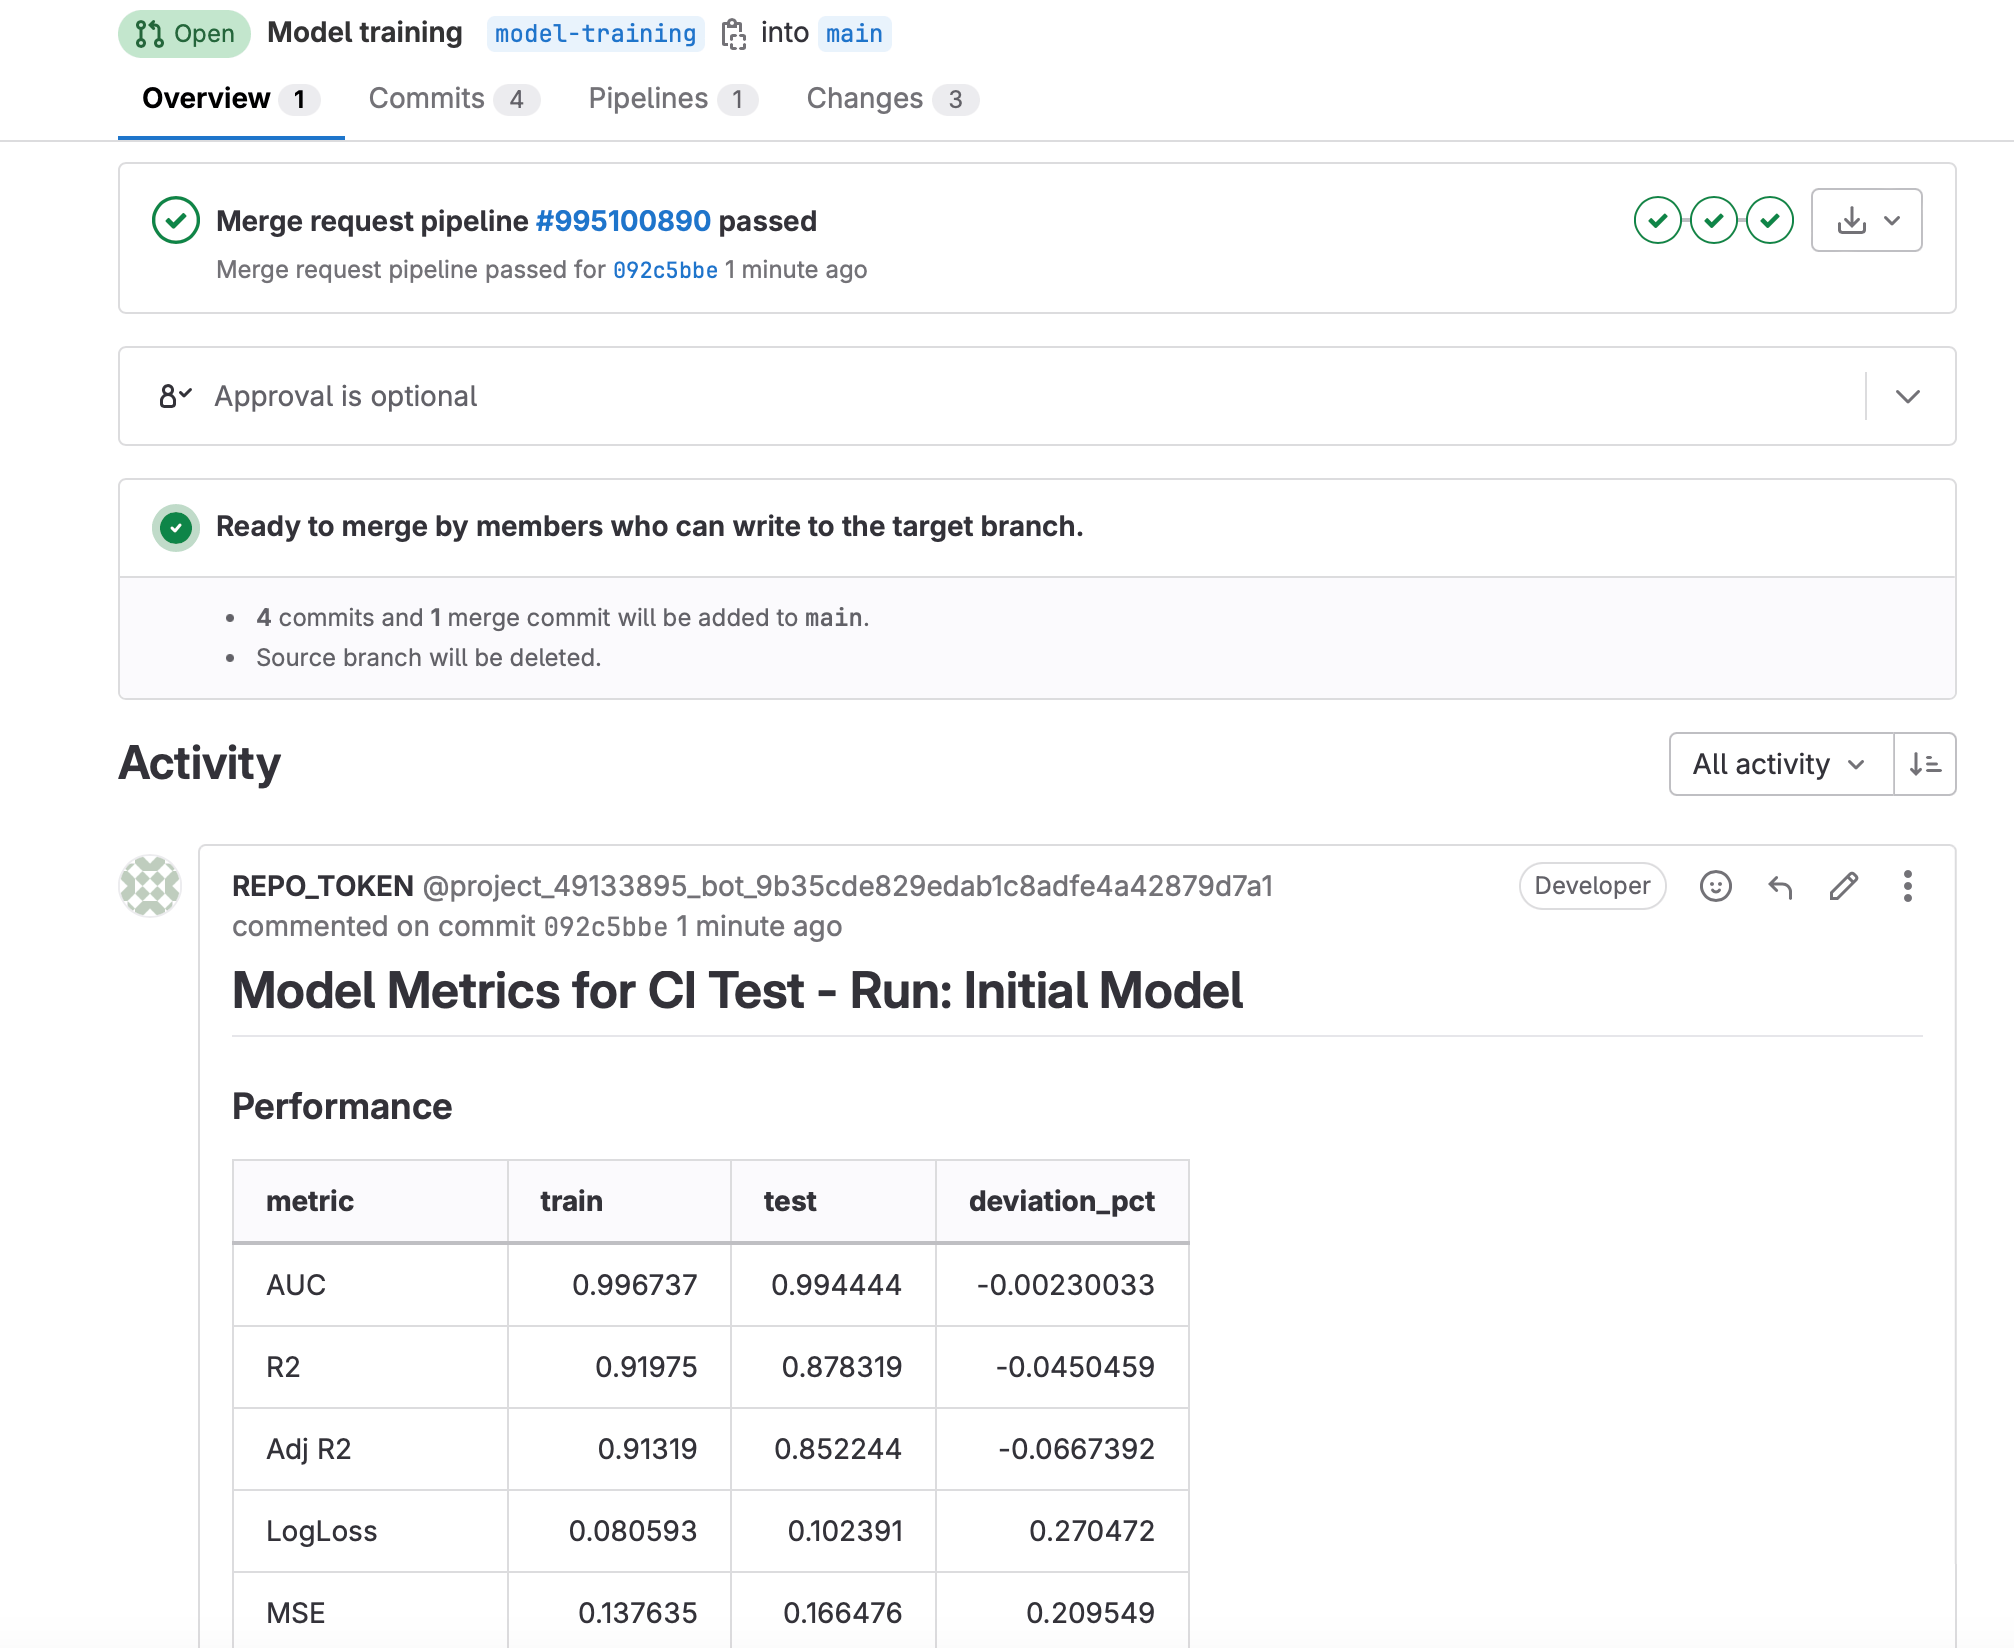 Open Model training model-training into main
Overview 1 Commits 4 Pipelines 1 Changes 3
Merge request pipeline #995100890 passed
Merge request pipeline passed for 092c5bbe 1 minute ago
Approval is optional
Ready to merge by members who can write to the target branch.
• 4 commits and 1 merge commit will be added to main.
• Source branch will be deleted.
Activity
All activity
REPO_TOKEN @project_49133895_bot_9b35cde829edab1c8adfe4a42879d7a1 Developer
commented on commit 092c5bbe 1 minute ago
Model Metrics for CI Test - Run: Initial Model
Performance
metric train test deviation_pct
AUC 0.996737 0.994444 -0.00230033
R2 0.91975 0.878319 -0.0450459
Adj R2 0.91319 0.852244 -0.0667392
LogLoss 0.080593 0.102391 0.270472
MSE 0.137635 0.166476 0.209549